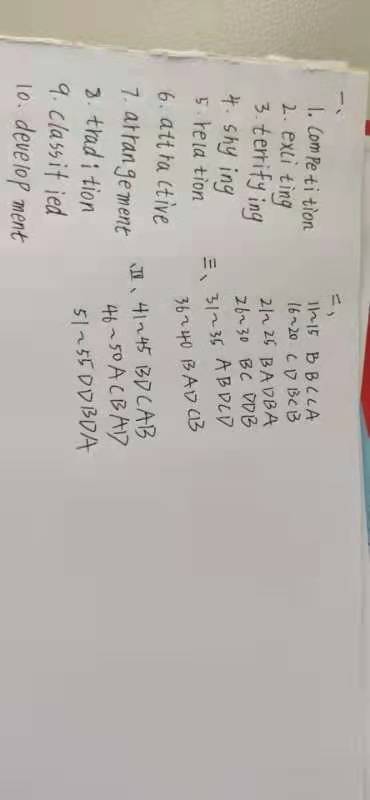 一、
1. Competition
2. exciting
3. terrifying
4. shying
5. relation
6. attractive
7. arrangement
8. tradition
9. classified
10. development
二、
11~15 BBCCA
16~20 CDBCB
21~25 BADBA
26~30 BCDDB
三、
31~35 ABDCD
36~40 BADCB
四、41~45 BDCAB
46~50 ACBAD
51~55 DDBDA